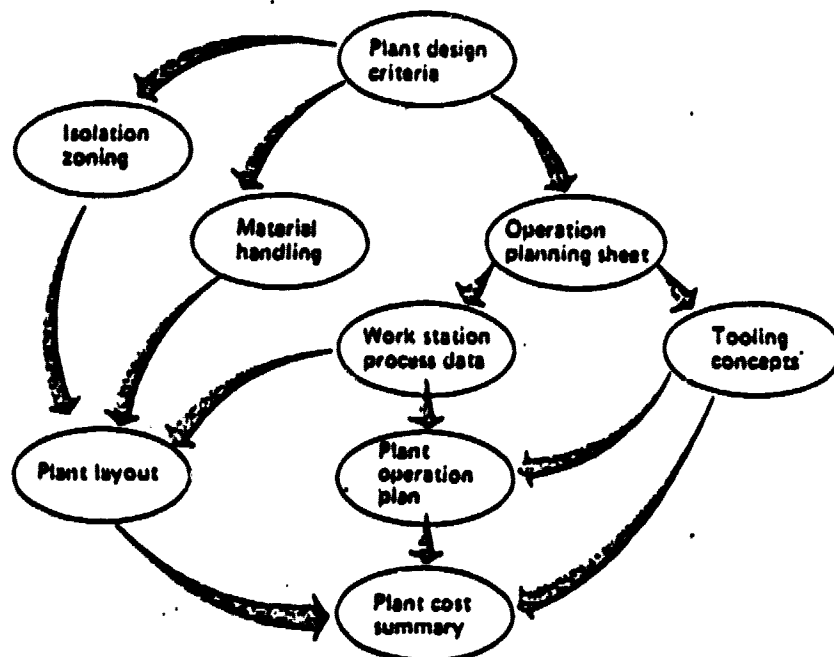 Plant design
criteria
Isolation
zoning
Material
handling
Operation
planning sheet
Work station
process data
Tooling
concepts
Plant layout
Plant
operation
plan
Plant cost
summary